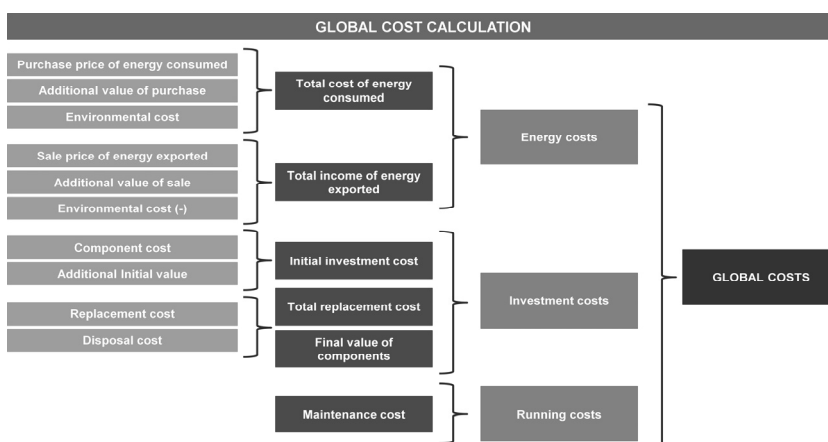 GLOBAL COST CALCULATION
Purchase price of energy consumed
Additional value of purchase
Environmental cost
Total cost of energy
consumed
Energy costs
Sale price of energy exported
Additional value of sale
Environmental cost (-)
Total income of energy
exported
Component cost
Additional Initial value
Initial investment cost
Replacement cost
Disposal cost
Total replacement cost
Final value of
components
Investment costs
Maintenance cost
Running costs
GLOBAL COSTS